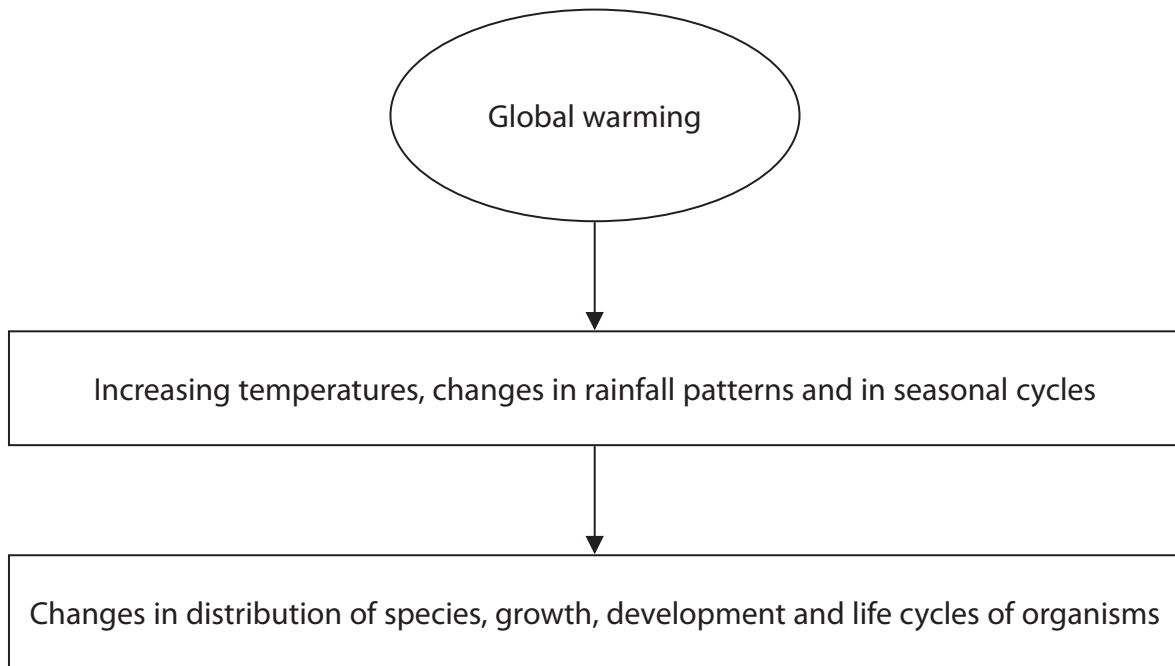 Global warming
Increasing temperatures, changes in rainfall patterns and in seasonal cycles
Changes in distribution of species, growth, development and life cycles of organisms